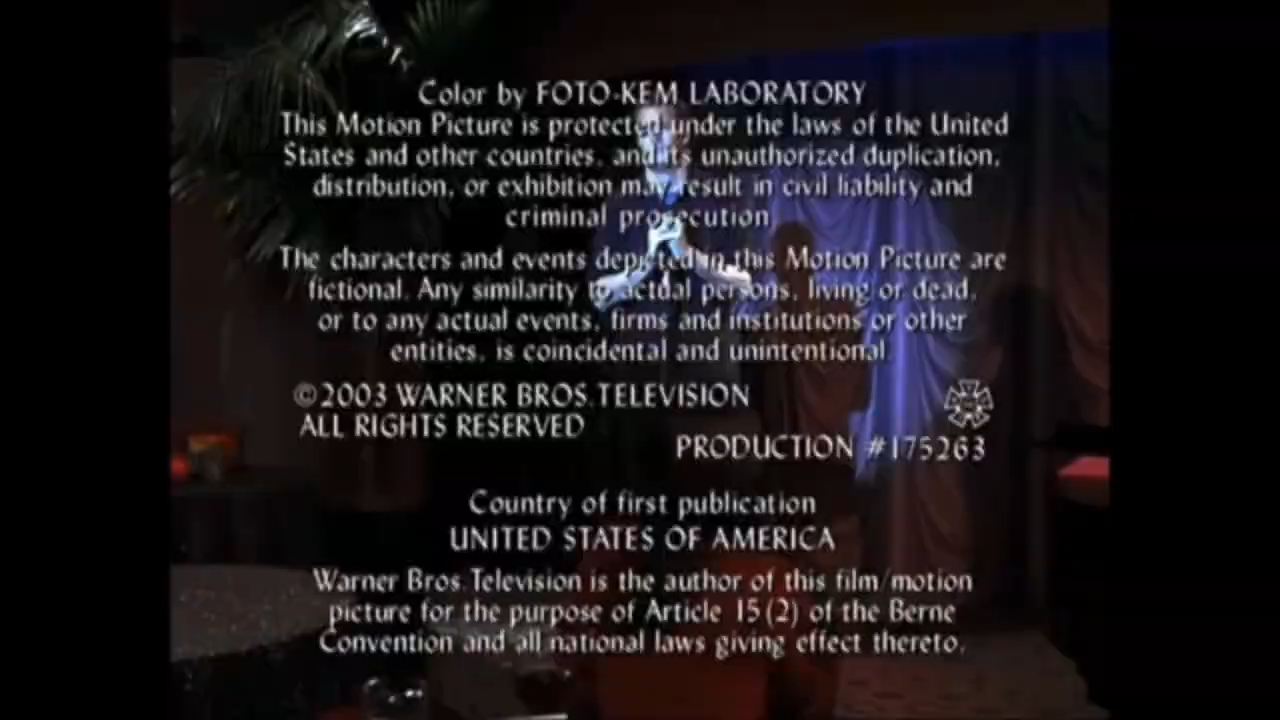 Color by FOTO-KEM LABORATORY
This Motion Picture is protected under the laws of the United
States and other countries, and its unauthorized duplication,
distribution, or exhibition may result in civil liability and
criminal prosecution.
The characters and events depicted in this Motion Picture are
fictional. Any similarity to actual persons, living or dead,
or to any actual events, firms and institutions or other
entities, is coincidental and unintentional.
©2003 WARNER BROS. TELEVISION
ALL RIGHTS RESERVED
PRODUCTION #175263
Country of first publication
UNITED STATES OF AMERICA
Warner Bros. Television is the author of this film/motion
picture for the purpose of Article 15(2) of the Berne
Convention and all national laws giving effect thereto.